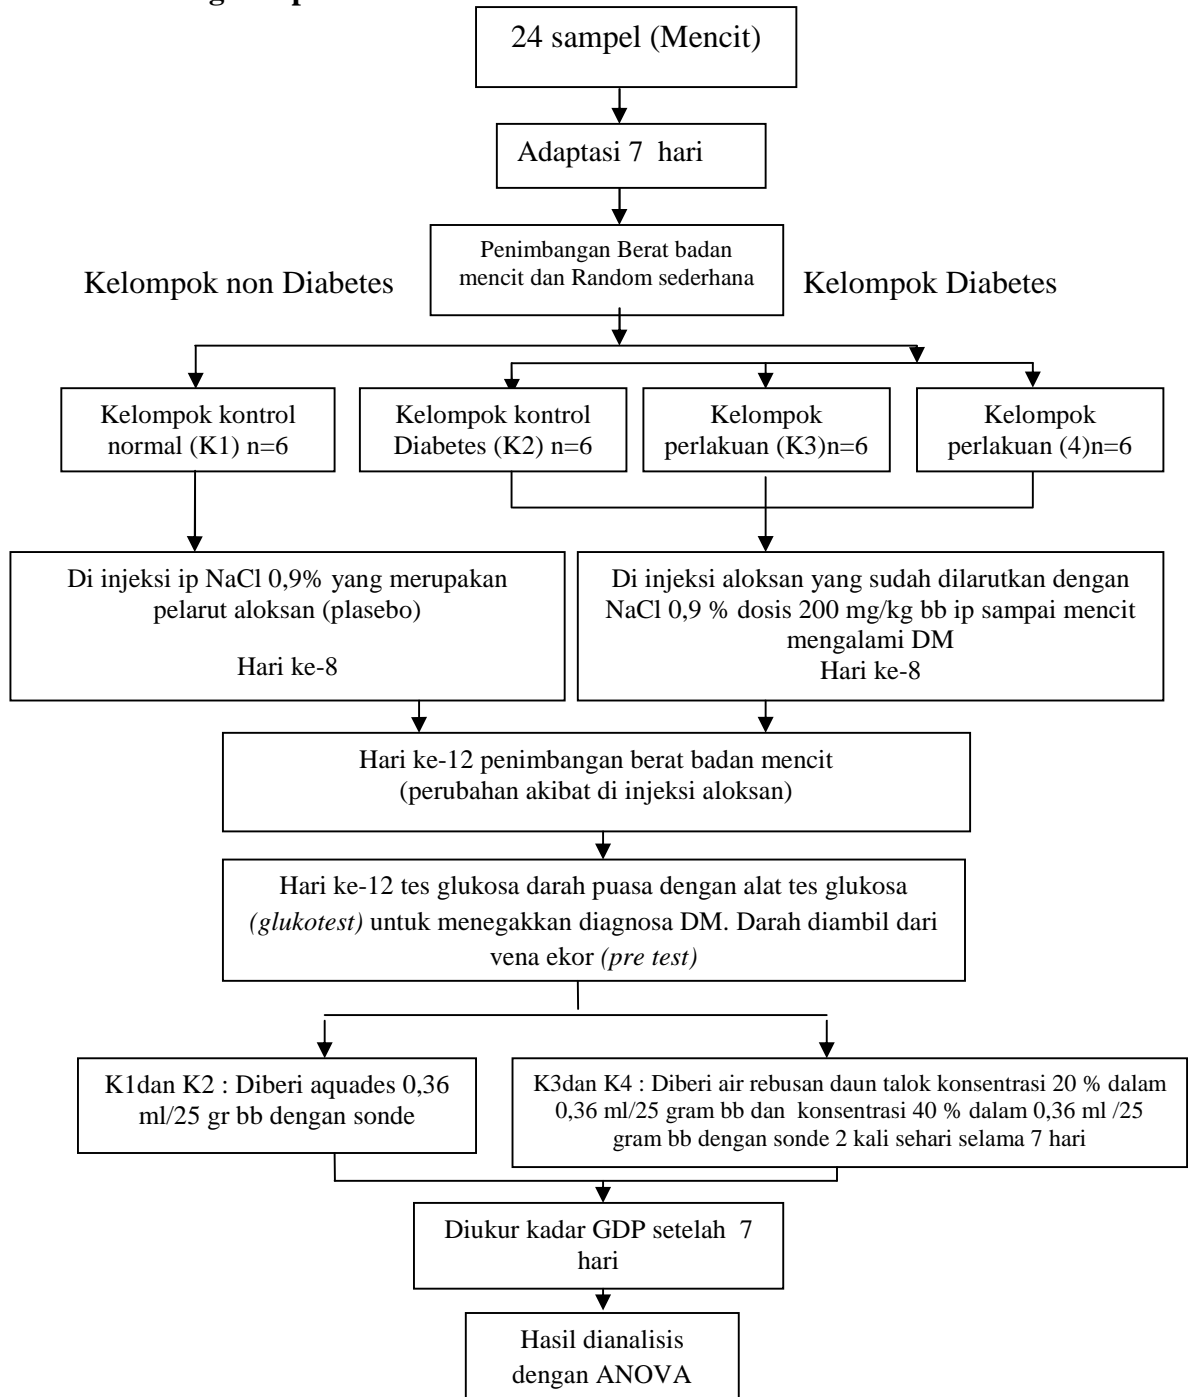 24 sampel (Mencit)
Adaptasi 7 hari
Penimbangan Berat badan
mencit dan Random sederhana
Kelompok non Diabetes
Kelompok Diabetes
Kelompok kontrol
normal (K1) n=6
Kelompok kontrol
Diabetes (K2) n=6
Kelompok
perlakuan (K3)n=6
Kelompok
perlakuan (4)n=6
Di injeksi ip NaCl 0,9% yang merupakan
pelarut aloksan (plasebo)
Hari ke-8
Di injeksi aloksan yang sudah dilarutkan dengan
NaCl 0,9 % dosis 200 mg/kg bb ip sampai mencit
mengalami DM
Hari ke-8
Hari ke-12 penimbangan berat badan mencit
(perubahan akibat di injeksi aloksan)
Hari ke-12 tes glukosa darah puasa dengan alat tes glukosa
(glukotest) untuk menegakkan diagnosa DM. Darah diambil dari
vena ekor (pre test)
K1dan K2 : Diberi aquades 0,36
ml/25 gr bb dengan sonde
K3dan K4 : Diberi air rebusan daun talok konsentrasi 20 % dalam
0,36 ml/25 gram bb dan konsentrasi 40 % dalam 0,36 ml /25
gram bb dengan sonde 2 kali sehari selama 7 hari
Diukur kadar GDP setelah 7
hari
Hasil dianalisis
dengan ANOVA